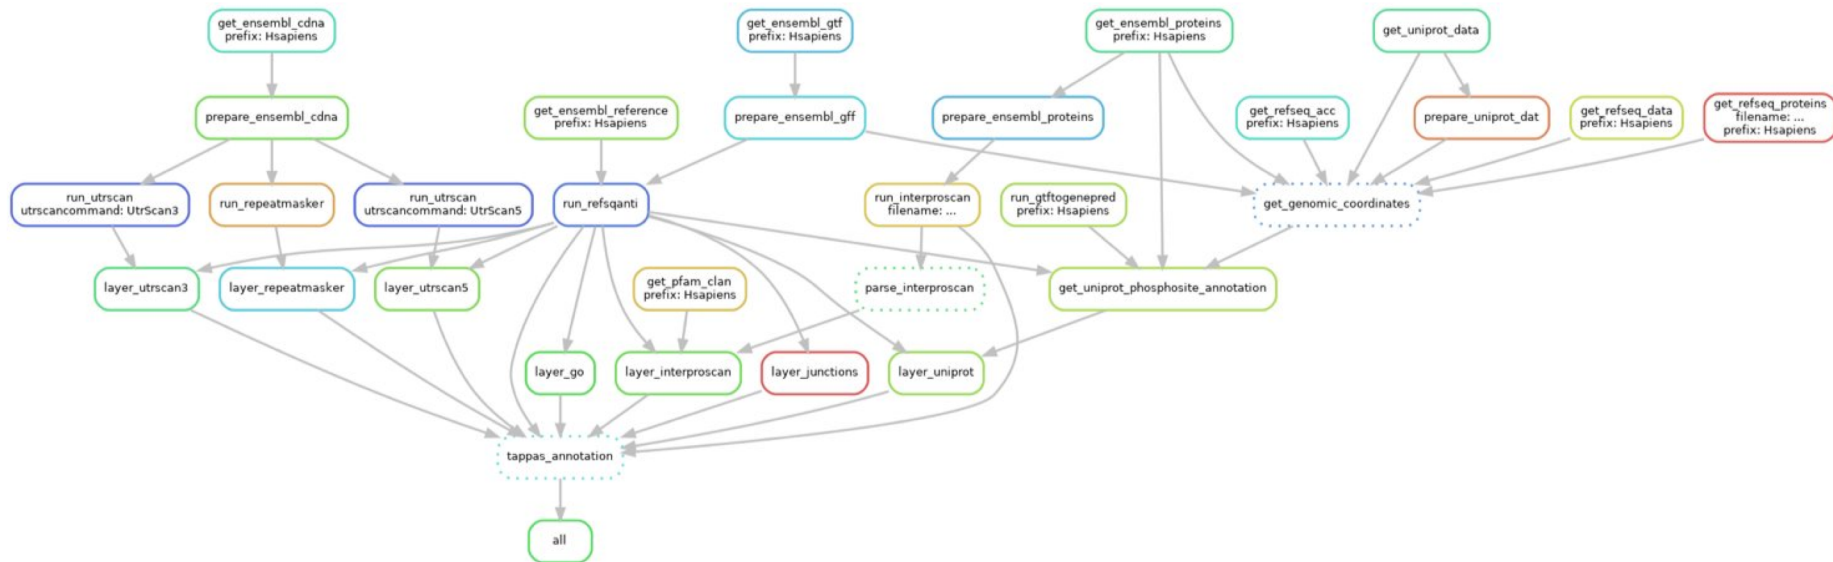 get_ensembl_cdna
prefix: Hsapiens
get_ensembl_gtf
prefix: Hsapiens
get_ensembl_proteins
prefix: Hsapiens
get_uniprot_data
prepare_ensembl_cdna
get_ensembl_reference
prefix: Hsapiens
prepare_ensembl_gff
prepare_ensembl_proteins
get_refseq_acc
prefix: Hsapiens
prepare_uniprot_dat
get_refseq_data
prefix: Hsapiens
get_refseq_proteins
filename: ...
prefix: Hsapiens
run_utrscan
utrscancommand: UtrScan3
run_repeatmasker
run_utrscan
utrscancommand: UtrScan5
run_refsqanti
run_interproscan
filename: ...
run_gtftogenepred
prefix: Hsapiens
get_genomic_coordinates
layer_utrscan3
layer_repeatmasker
layer_utrscan5
get_pfam_clan
prefix: Hsapiens
parse_interproscan
get_uniprot_phosphosite_annotation
layer_go
layer_interproscan
layer_junctions
layer_uniprot
tappas_annotation
all